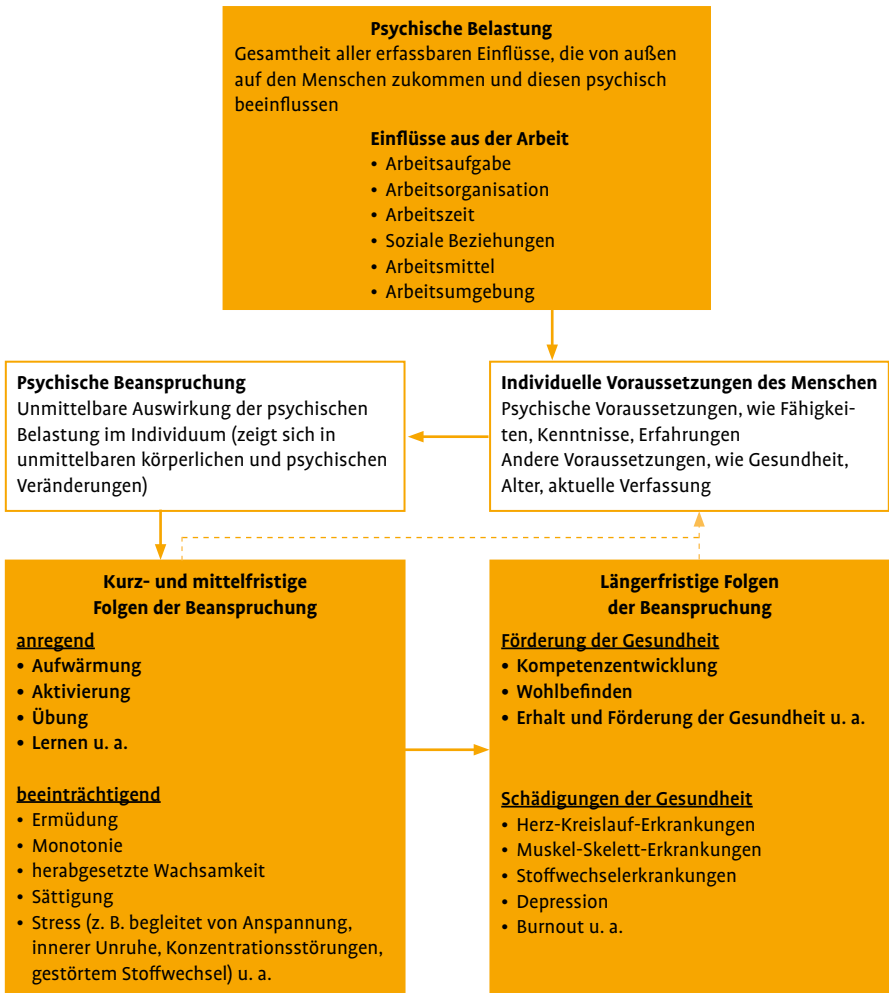 Psychische Belastung
Gesamtheit aller erfassbaren Einflüsse, die von außen
auf den Menschen zukommen und diesen psychisch
beeinflussen
Einflüsse aus der Arbeit
• Arbeitsaufgabe
• Arbeitsorganisation
• Arbeitszeit
• Soziale Beziehungen
• Arbeitsmittel
• Arbeitsumgebung
Individuelle Voraussetzungen des Menschen
Psychische Voraussetzungen, wie Fähigkei-
ten, Kenntnisse, Erfahrungen
Andere Voraussetzungen, wie Gesundheit,
Alter, aktuelle Verfassung
Psychische Beanspruchung
Unmittelbare Auswirkung der psychischen
Belastung im Individuum (zeigt sich in
unmittelbaren körperlichen und psychischen
Veränderungen)
Kurz- und mittelfristige
Folgen der Beanspruchung
anregend
• Aufwärmung
• Aktivierung
• Übung
• Lernen u. a.
beeinträchtigend
• Ermüdung
• Monotonie
• herabgesetzte Wachsamkeit
• Sättigung
• Stress (z. B. begleitet von Anspannung,
innerer Unruhe, Konzentrationsstörungen,
gestörtem Stoffwechsel) u. a.
Längerfristige Folgen
der Beanspruchung
Förderung der Gesundheit
• Kompetenzentwicklung
• Wohlbefinden
• Erhalt und Förderung der Gesundheit u. a.
Schädigungen der Gesundheit
• Herz-Kreislauf-Erkrankungen
• Muskel-Skelett-Erkrankungen
• Stoffwechselerkrankungen
• Depression
• Burnout u. a.